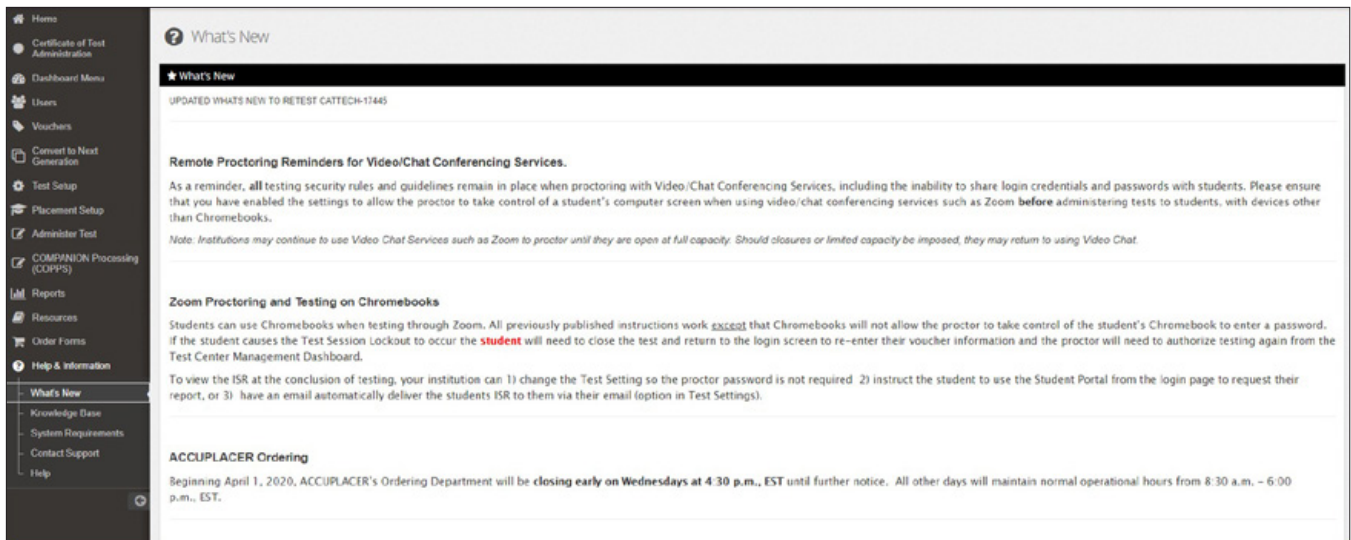 Home
Certificate of Test
Administration
Dashboard Menu
Users
Vouchers
Convert to Next
Generation
Test Setup
Placement Setup
Administer Test
COMPANION Processing
(COPPS)
Reports
Resources
Order Forms
Help & Information
What's New
Knowledge Base
System Requirements
Contact Support
Help
What's New
What's New
UPDATED WHATS NEW TO RETEST CATTECH-17445
Remote Proctoring Reminders for Video/Chat Conferencing Services.
As a reminder, all testing security rules and guidelines remain in place when proctoring with Video/Chat Conferencing Services, including the inability to share login credentials and passwords with students. Please ensure
that you have enabled the settings to allow the proctor to take control of a student's computer screen when using video/chat conferencing services such as Zoom before administering tests to students, with devices other
than Chromebooks.
Note: Institutions may continue to use Video Chat Services such as Zoom to proctor until they are open at full capacity. Should closures or limited capacity be imposed, they may return to using Video Chat.
Zoom Proctoring and Testing on Chromebooks
Students can use Chromebooks when testing through Zoom. All previously published instructions work except that Chromebooks will not allow the proctor to take control of the student's Chromebook to enter a password.
If the student causes the Test Session Lockout to occur the student will need to close the test and return to the login screen to re-enter their voucher information and the proctor will need to authorize testing again from the
Test Center Management Dashboard.
To view the ISR at the conclusion of testing, your institution can 1) change the Test Setting so the proctor password is not required 2) instruct the student to use the Student Portal from the login page to request their
report, or 3) have an email automatically deliver the students ISR to them via their email (option in Test Settings).
ACCUPLACER Ordering
Beginning April 1, 2020, ACCUPLACER's Ordering Department will be closing early on Wednesdays at 4:30 p.m., EST until further notice. All other days will maintain normal operational hours from 8:30 a.m. – 6:00
p.m., EST.